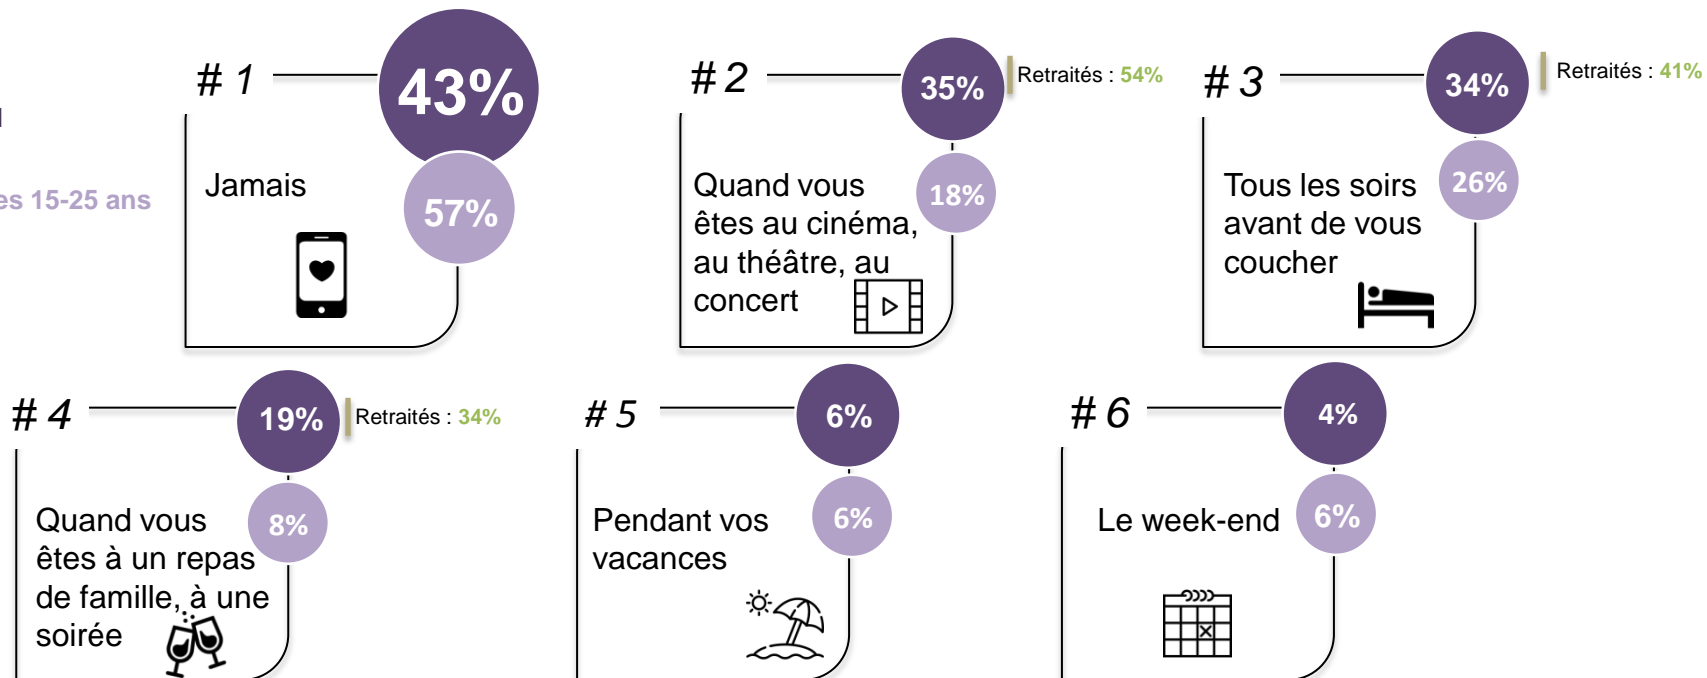 # 1
43%
57%
Jamais
# 2
35%
Retraités : 54%
18%
Quand vous
êtes au cinéma,
au théâtre, au
concert
# 3
34%
Retraités : 41%
26%
Tous les soirs
avant de vous
coucher
es 15-25 ans
# 4
19%
Retraités : 34%
8%
Quand vous
êtes à un repas
de famille, à une
soirée
# 5
6%
6%
Pendant vos
vacances
# 6
4%
6%
Le week-end